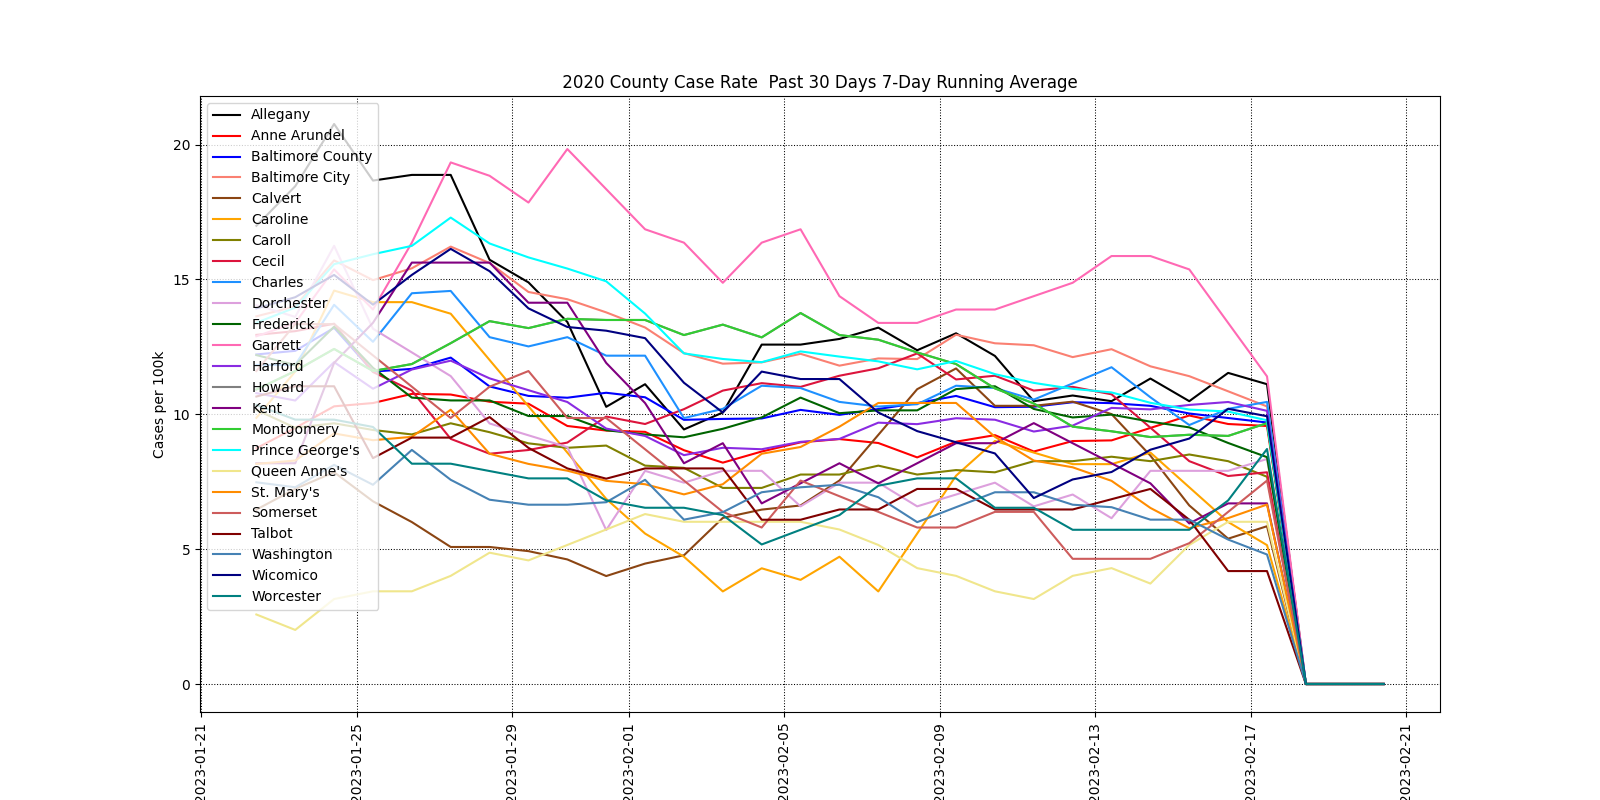 2020 County Case Rate  Past 30 Days 7-Day Running Average
Cases per 100k
20
15
10
5
0
Allegany
Anne Arundel
Baltimore County
Baltimore City
Calvert
Caroline
Caroll
Cecil
Charles
Dorchester
Frederick
Garrett
Harford
Howard
Kent
Montgomery
Prince George's
Queen Anne's
St. Mary's
Somerset
Talbot
Washington
Wicomico
Worcester
2023-01-21
2023-01-25
2023-01-29
2023-02-01
2023-02-05
2023-02-09
2023-02-13
2023-02-17
2023-02-21